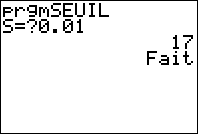 prgmSEUIL
S=?0.01
17
Fait